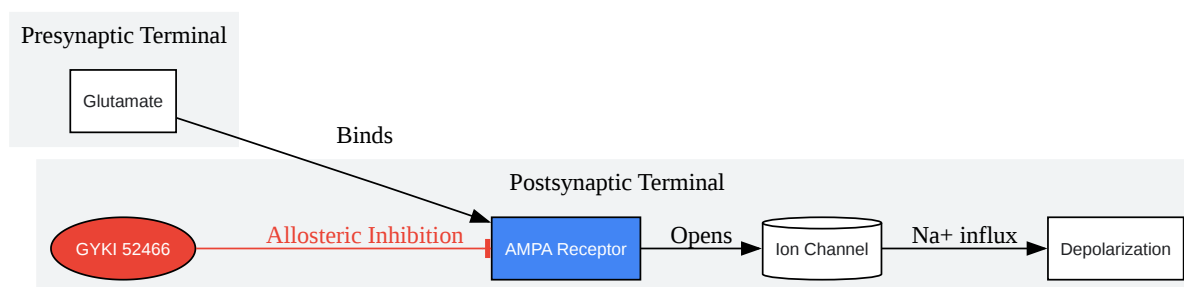 Presynaptic Terminal
Glutamate
Binds
Postsynaptic Terminal
GYKI 52466
Allosteric Inhibition
AMPA Receptor
Opens
Ion Channel
Na+ influx
Depolarization